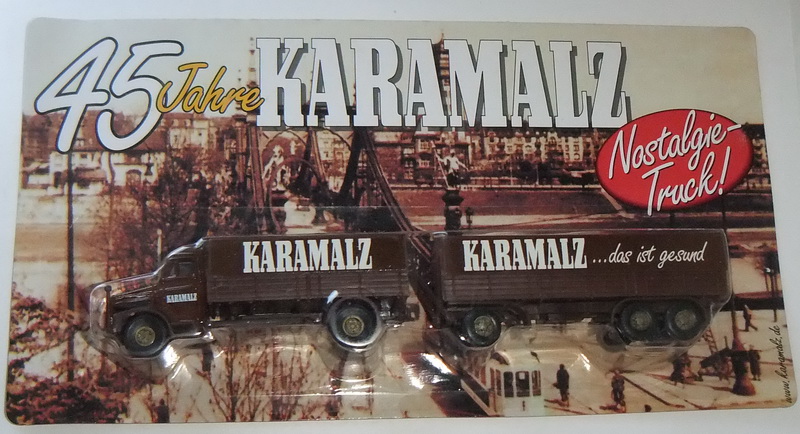 45 Jahre KARAMALZ
Nostalgie-
Truck!
KARAMALZ
KARAMALZ ...das ist gesund
KARAMALZ
www.karamalz.de